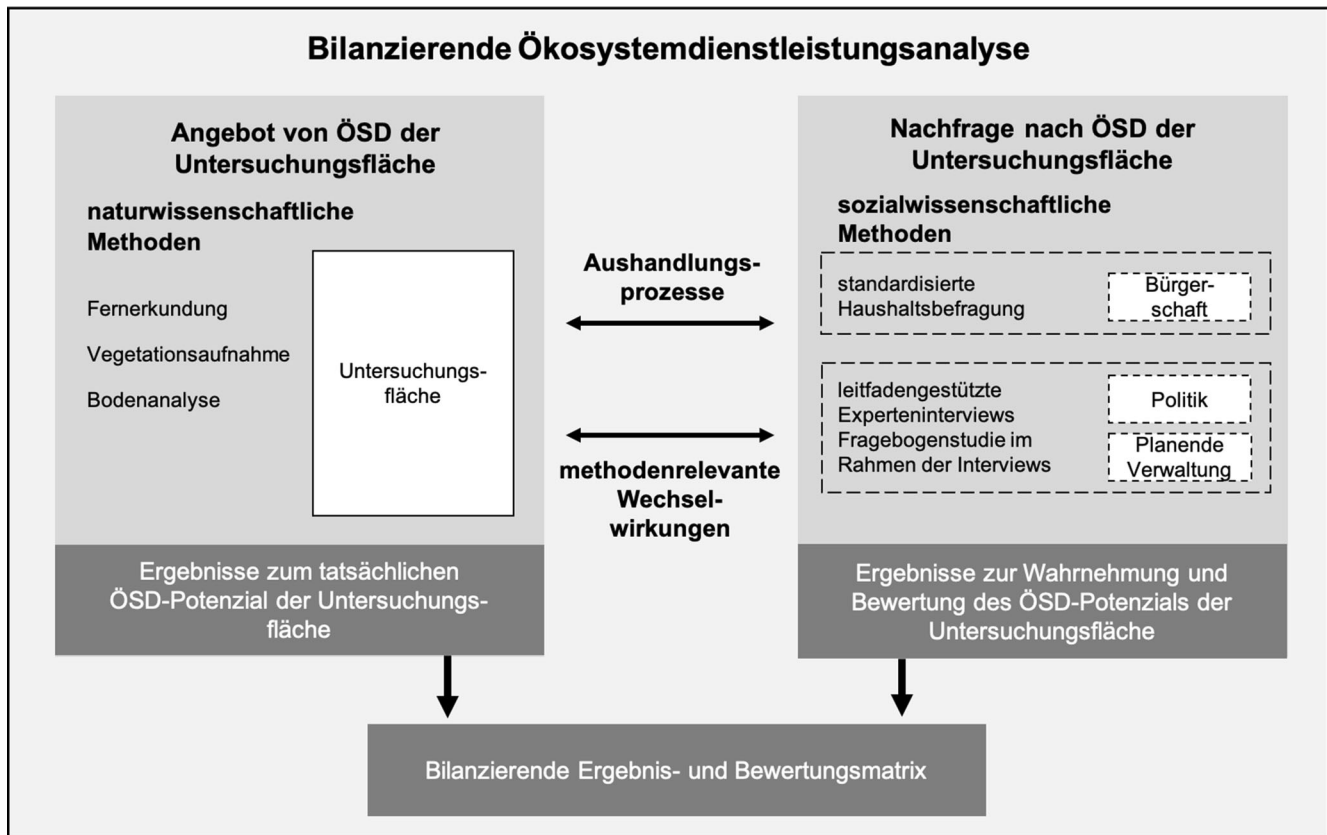 Bilanzierende Ökosystemdienstleistungsanalyse
Angebot von ÖSD der
Untersuchungsfläche
naturwissenschaftliche
Methoden
Fernerkundung
Vegetationsaufnahme
Bodenanalyse
Untersuchungs-
fläche
Ergebnisse zum tatsächlichen
ÖSD-Potenzial der Untersuchungs-
fläche
Aushandlungs-
prozesse
methodenrelevante
Wechsel-
wirkungen
Nachfrage nach ÖSD der
Untersuchungsfläche
sozialwissenschaftliche
Methoden
standardisierte
Haushaltsbefragung
Bürger-
schaft
leitfadengestützte
Experteninterviews
Fragebogenstudie im
Rahmen der Interviews
Politik
Planende
Verwaltung
Ergebnisse zur Wahrnehmung und
Bewertung des ÖSD-Potenzials der
Untersuchungsfläche
Bilanzierende Ergebnis- und Bewertungsmatrix